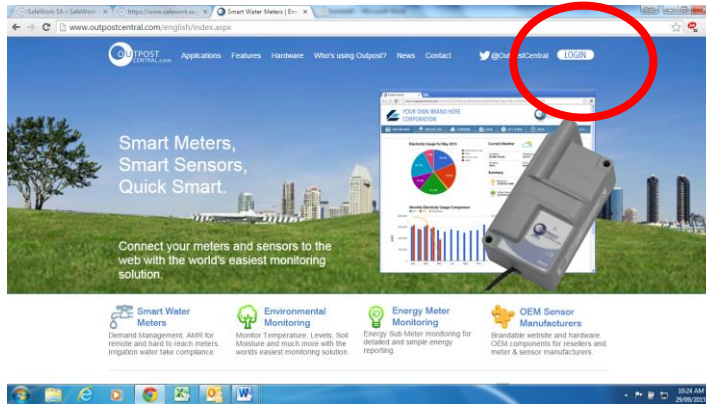 SafeWork SA :: SafeWork
https://www.safework.sa
Smart Water Meters | Env
www.outpostcentral.com/english/index.aspx
OUTPOST
CENTRAL.com
Applications Features Hardware Who's using Outpost? News Contact @OutpostCentral LOGIN
YOUR OWN BRAND HERE
CORPORATION
Electricity Usage for May 2013
Current Weather
Summary
Monthly Electricity Usage Comparison
Smart Meters,
Smart Sensors,
Quick Smart.
Connect your meters and sensors to the
web with the world's easiest monitoring
solution.
Smart Water
Meters
Demand Management, AMR for
remote and hard to reach meters.
Irrigation water take compliance.
Environmental
Monitoring
Monitor Temperature, Levels, Soil
Moisture and much more with the
worlds easiest monitoring solution.
Energy Meter
Monitoring
Energy Sub Meter monitoring for
detailed and simple energy
reporting.
OEM Sensor
Manufacturers
Brandable website and hardware
OEM components for resellers and
meter & sensor manufacturers.
10:24 AM
29/09/2015